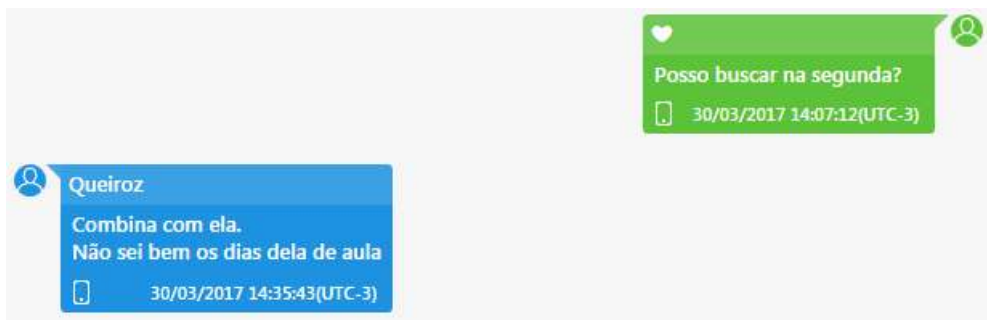 Posso buscar na segunda?
30/03/2017 14:07:12(UTC-3)
Queiroz
Combina com ela.
Não sei bem os dias dela de aula
30/03/2017 14:35:43(UTC-3)